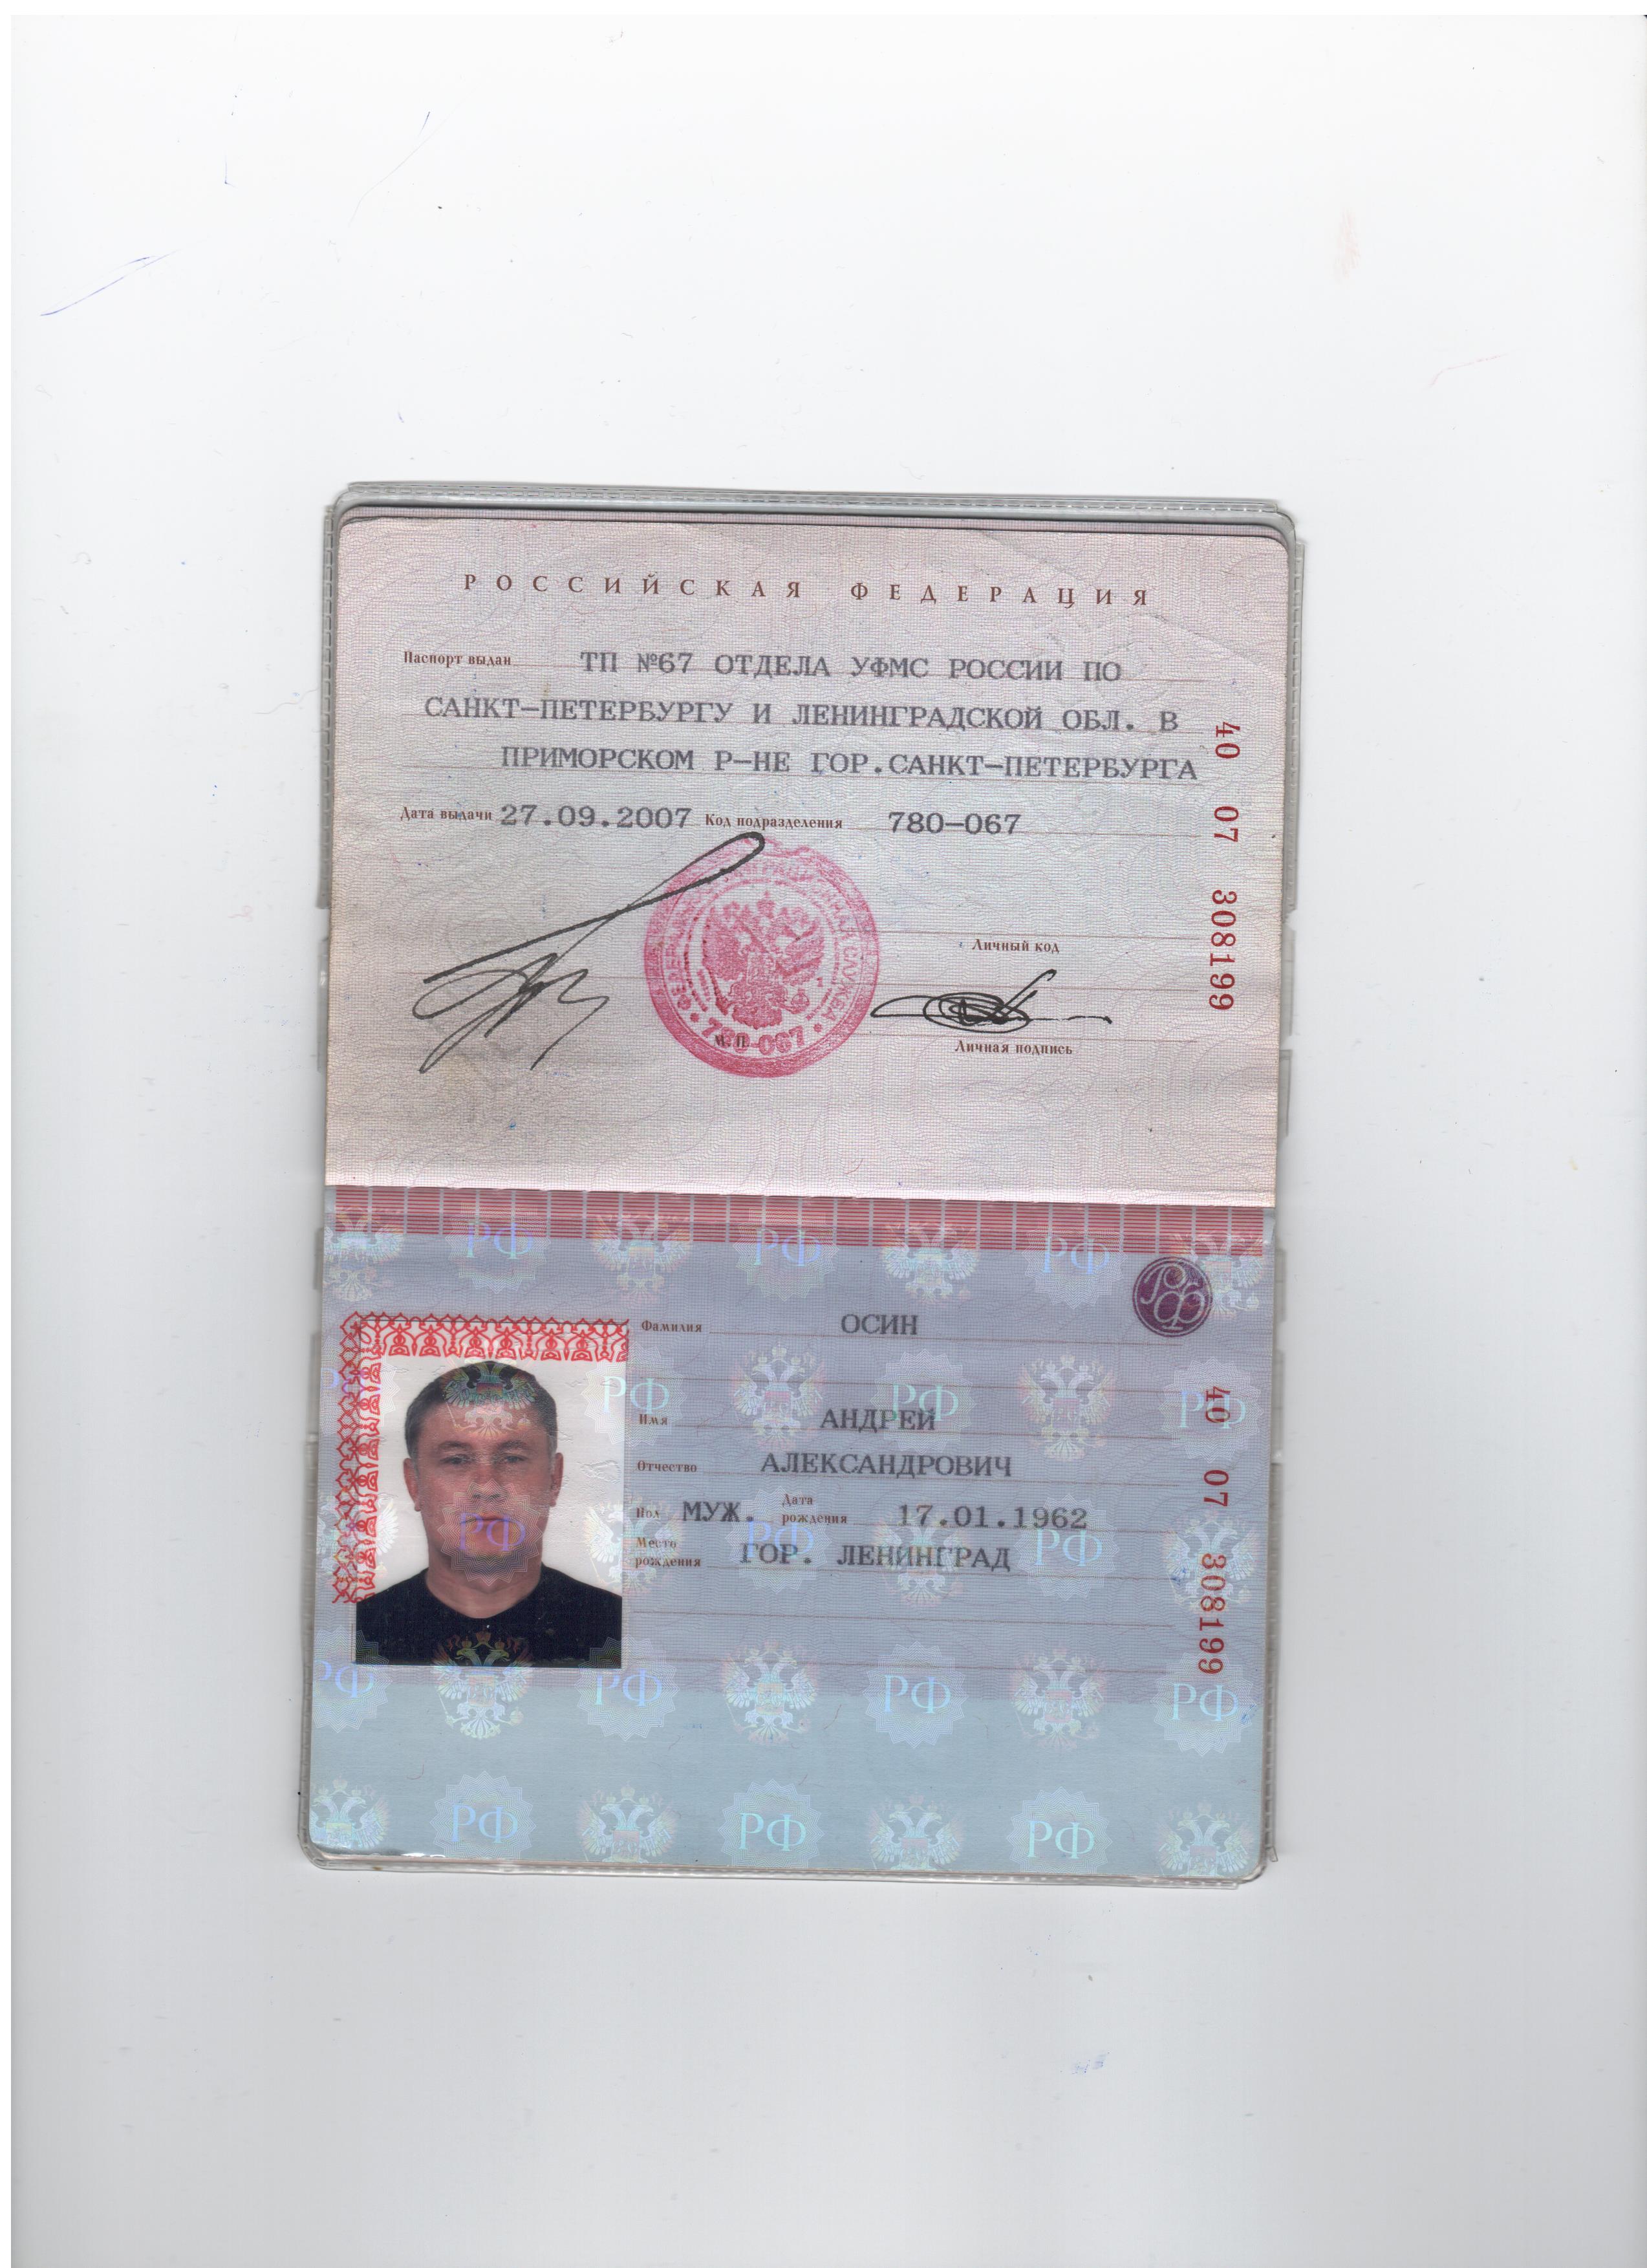 РОССИЙСКАЯ ФЕДЕРАЦИЯ
Паспорт выдан ТП №67 ОТДЕЛА УФМС РОССИИ ПО
САНКТ-ПЕТЕРБУРГУ И ЛЕНИНГРАДСКОЙ ОБЛ. В
ПРИМОРСКОМ Р-НЕ ГОР.САНКТ-ПЕТЕРБУРГА
Дата выдачи 27.09.2007 Код подразделения 780-067
40 07 308199
Личный код
ФЕДЕРАЛЬНАЯ МИГРАЦИОННАЯ СЛУЖБА
780-067
М.П.
Личная подпись
Фамилия ОСИН
Имя АНДРЕЙ
Отчество АЛЕКСАНДРОВИЧ
Пол МУЖ. Дата рождения 17.01.1962
Место рождения ГОР. ЛЕНИНГРАД
40 07 308199
РФ